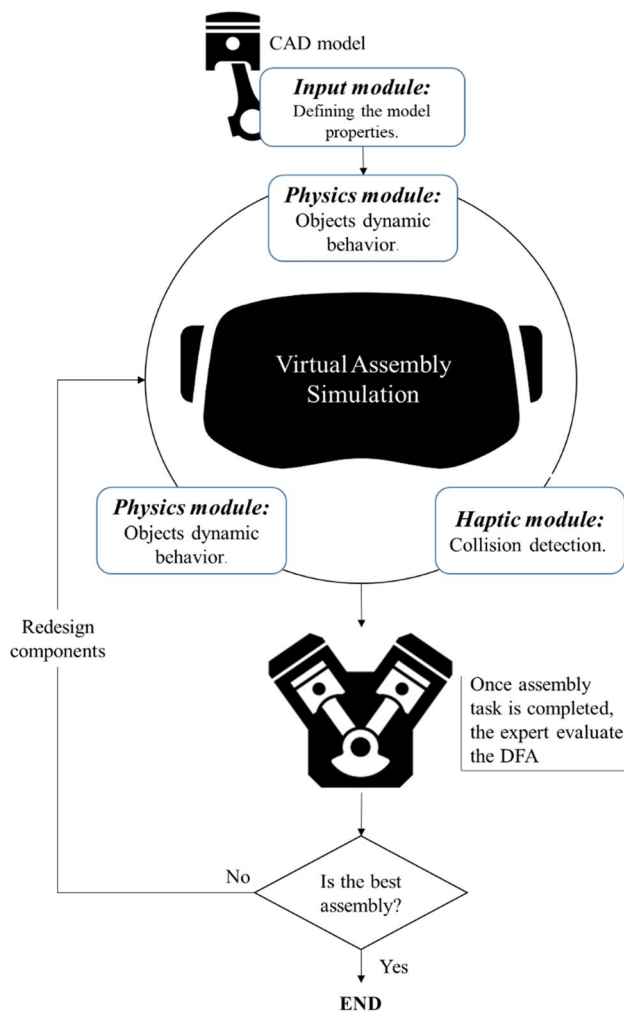 CAD model
Input module:
Defining the model
properties.
Physics module:
Objects dynamic
behavior.
Virtual Assembly
Simulation
Physics module:
Objects dynamic
behavior.
Haptic module:
Collision detection.
Redesign
components
Once assembly
task is completed,
the expert evaluate
the DFA
Is the best
assembly?
No
Yes
END